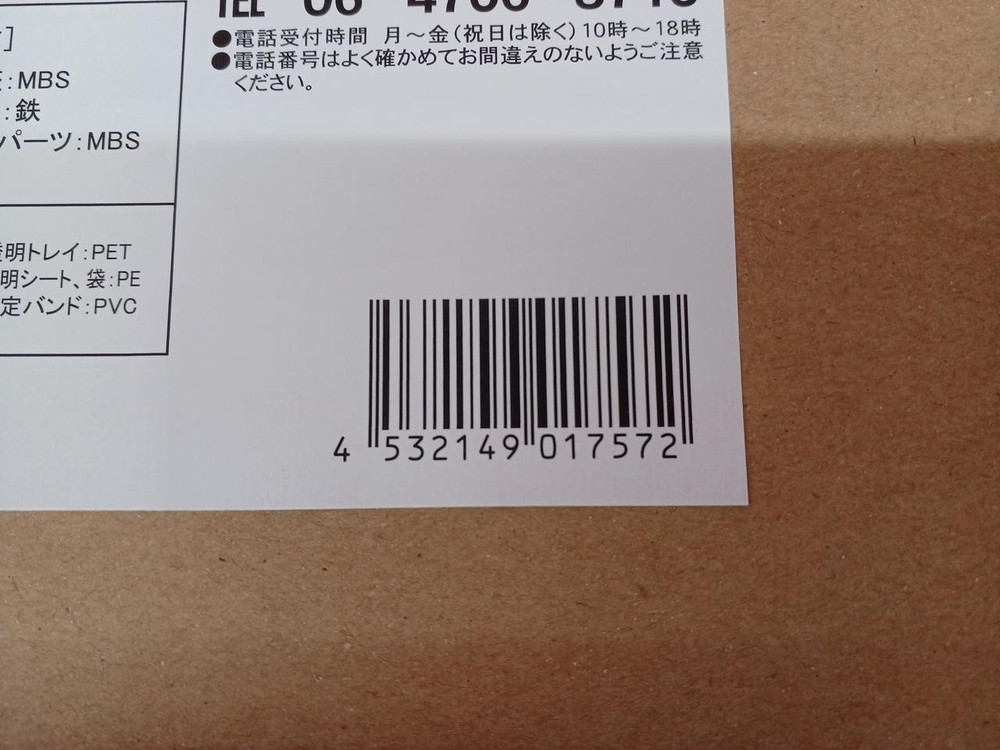 TEL 06-4706-
●電話受付時間 月～金(祝日は除く)10時～18時
●電話番号はよく確かめてお間違えのないようご注意
ください。
]
:MBS
:鉄
パーツ:MBS
明トレイ:PET
明シート、袋:PE
定バンド:PVC
4 532149 017572